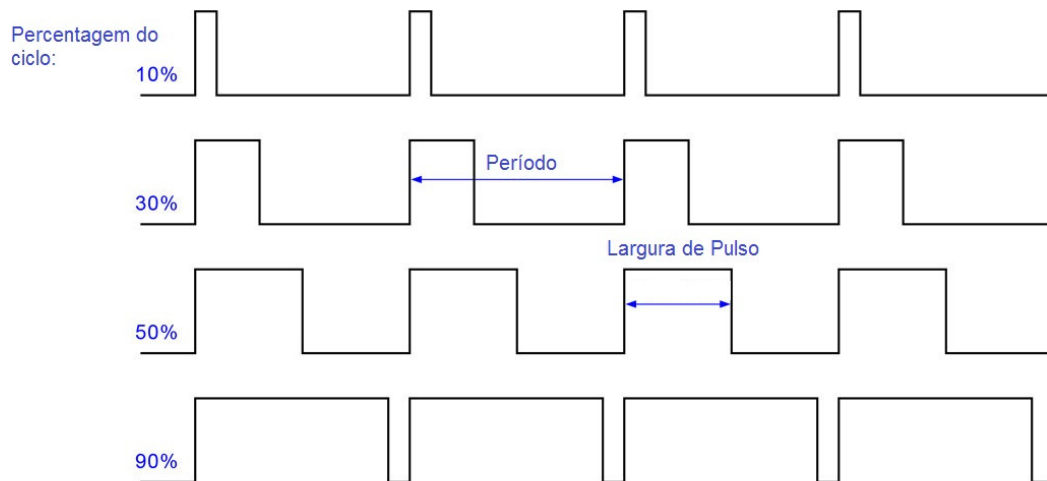 Percentagem do
ciclo:
10%
Período
30%
Largura de Pulso
50%
90%